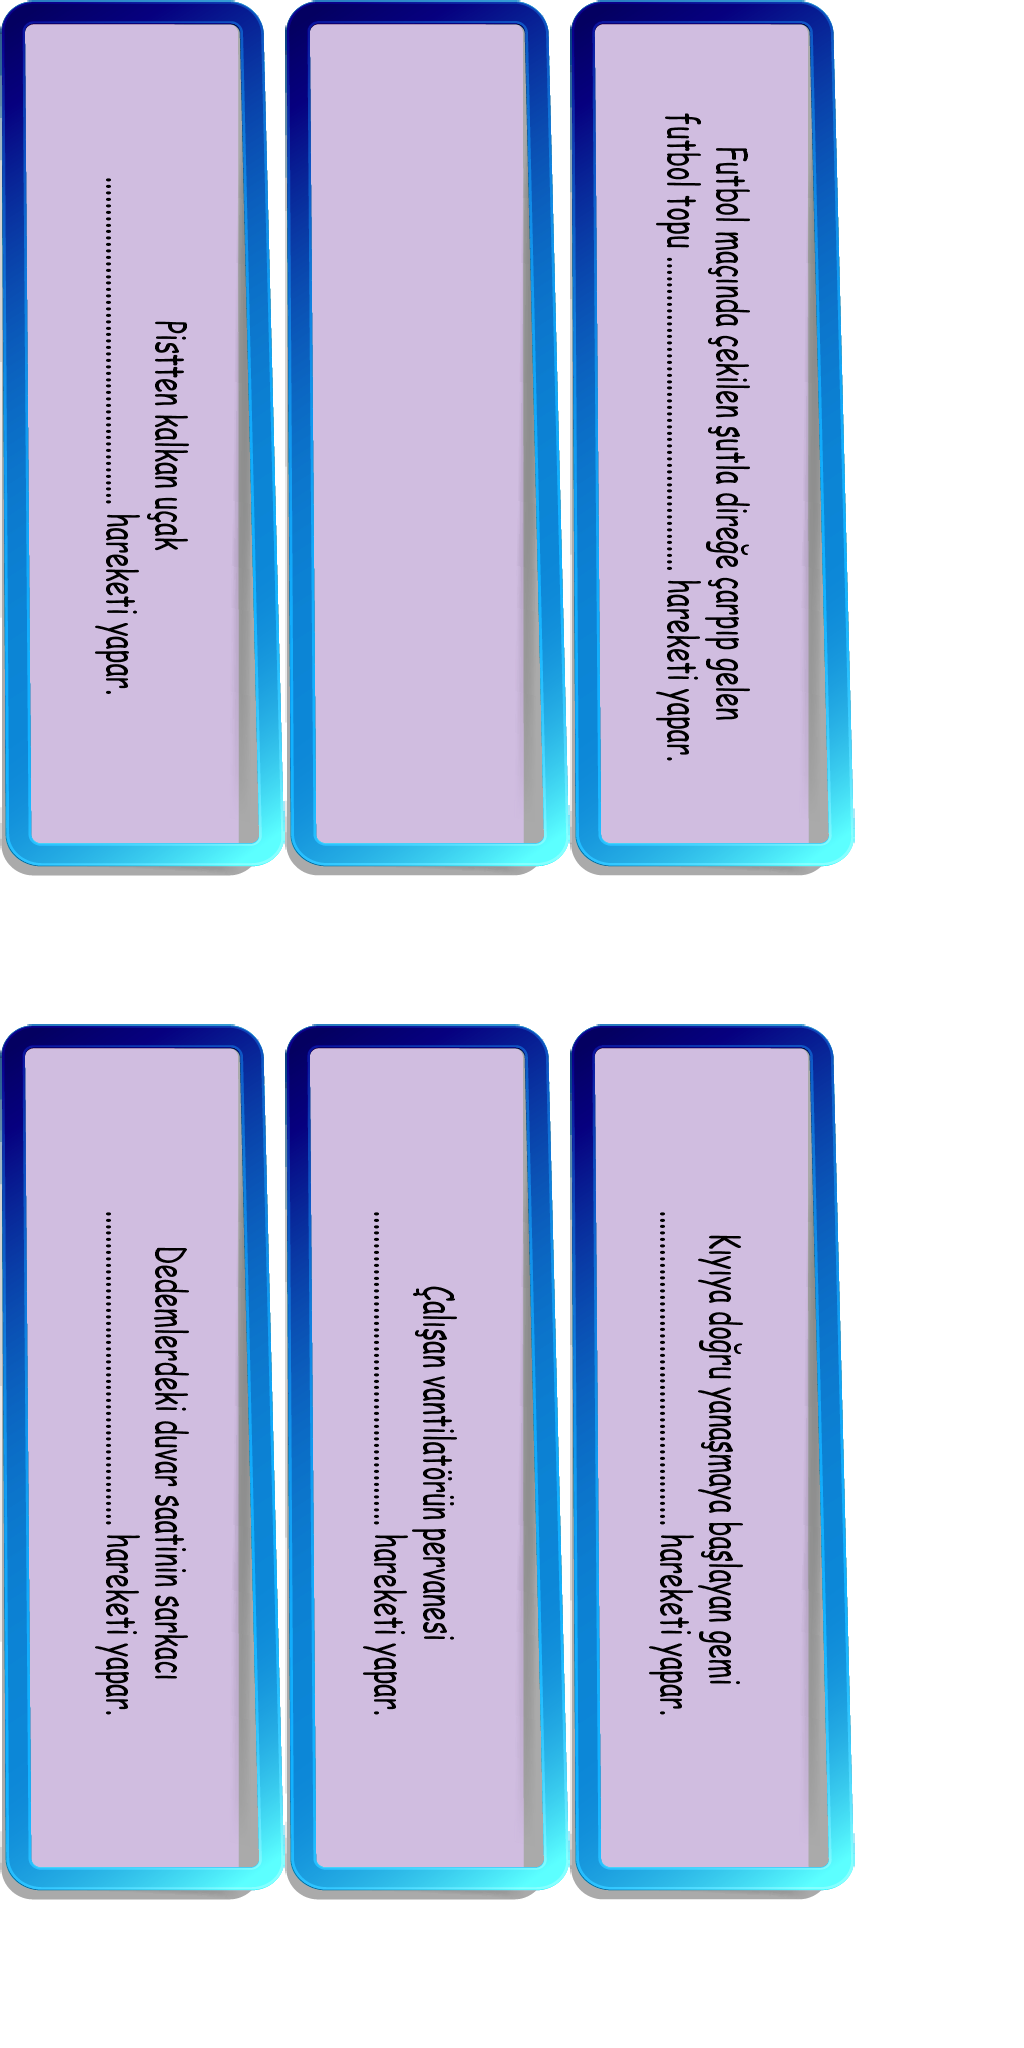 Futbol maçında çekilen şutla direğe çarpıp gelen
futbol topu ........................................... hareketi yapar.
Kıyıya doğru yanaşmaya başlayan gemi
........................................... hareketi yapar.
Çalışan vantilatörün pervanesi
........................................... hareketi yapar.
Pistten kalkan uçak
............................................. hareketi yapar.
Dedemlerdeki duvar saatinin sarkacı
........................................... hareketi yapar.